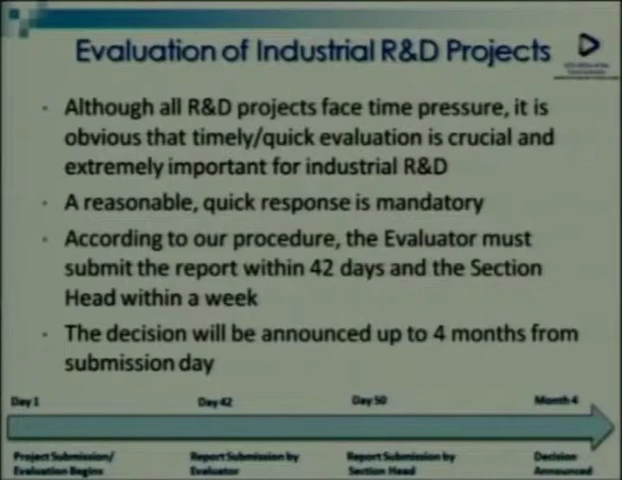 Evaluation of Industrial R&D Projects
· Although all R&D projects face time pressure, it is
obvious that timely/quick evaluation is crucial and
extremely important for industrial R&D
· A reasonable, quick response is mandatory
· According to our procedure, the Evaluator must
submit the report within 42 days and the Section
Head within a week
· The decision will be announced up to 4 months from
submission day
Day 1 Day 42 Day 50 Month 4
Project Submission/ Report Submission by Report Submission by Decision
Evaluation Begins Evaluator Section Head Announced